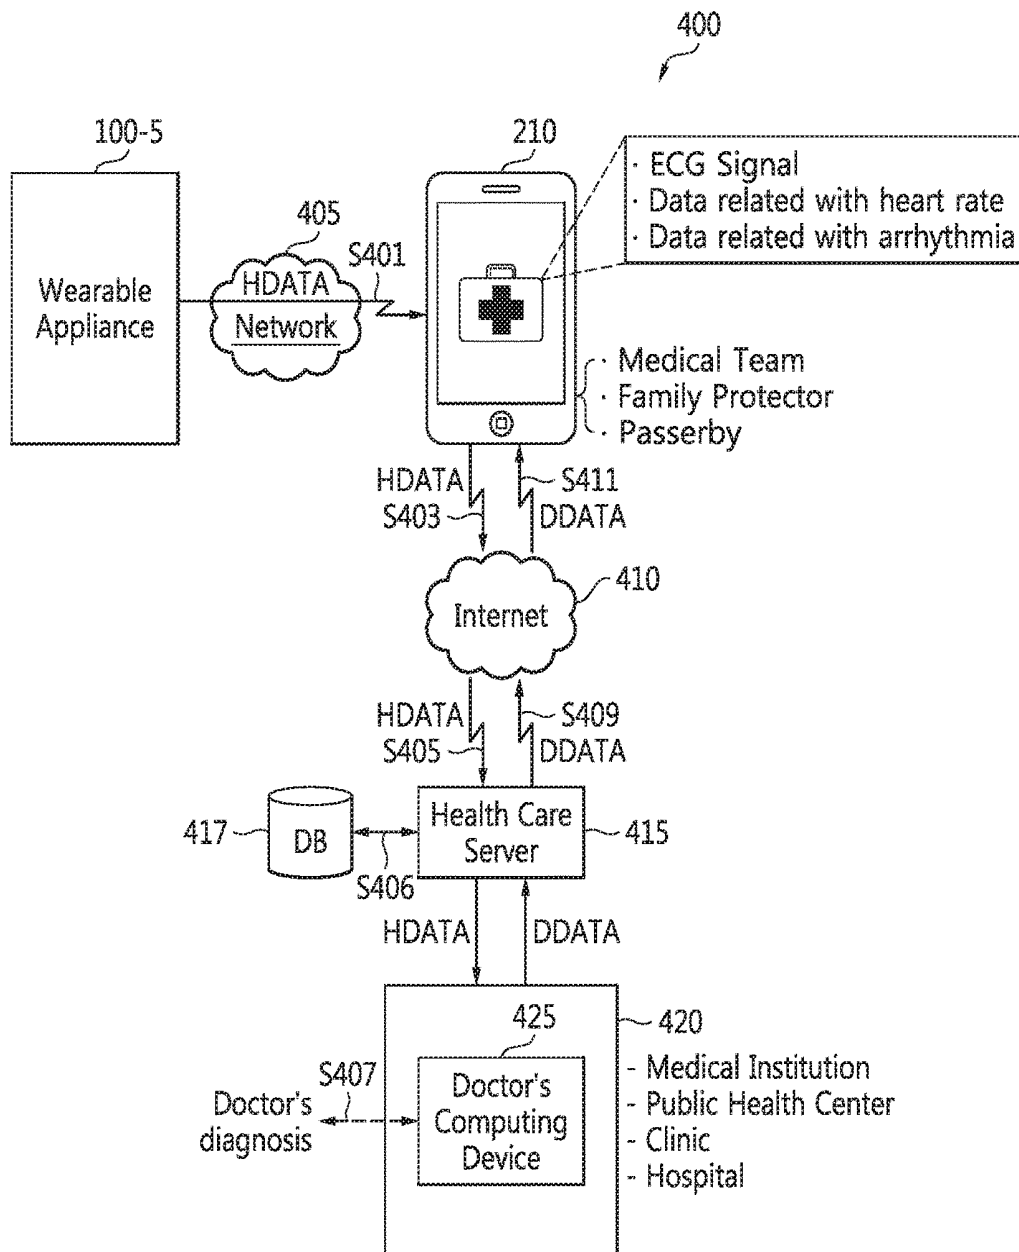 400
100-5
210
· ECG Signal
· Data related with heart rate
· Data related with arrhythmia
405
S401
HDATA
Network
Wearable
Appliance
· Medical Team
· Family Protector
· Passerby
HDATA
S403
S411
DDATA
410
Internet
HDATA
S405
S409
DDATA
417
DB
S406
Health Care
Server
415
HDATA
DDATA
420
425
Doctor's
Computing
Device
S407
Doctor's
diagnosis
- Medical Institution
- Public Health Center
- Clinic
- Hospital